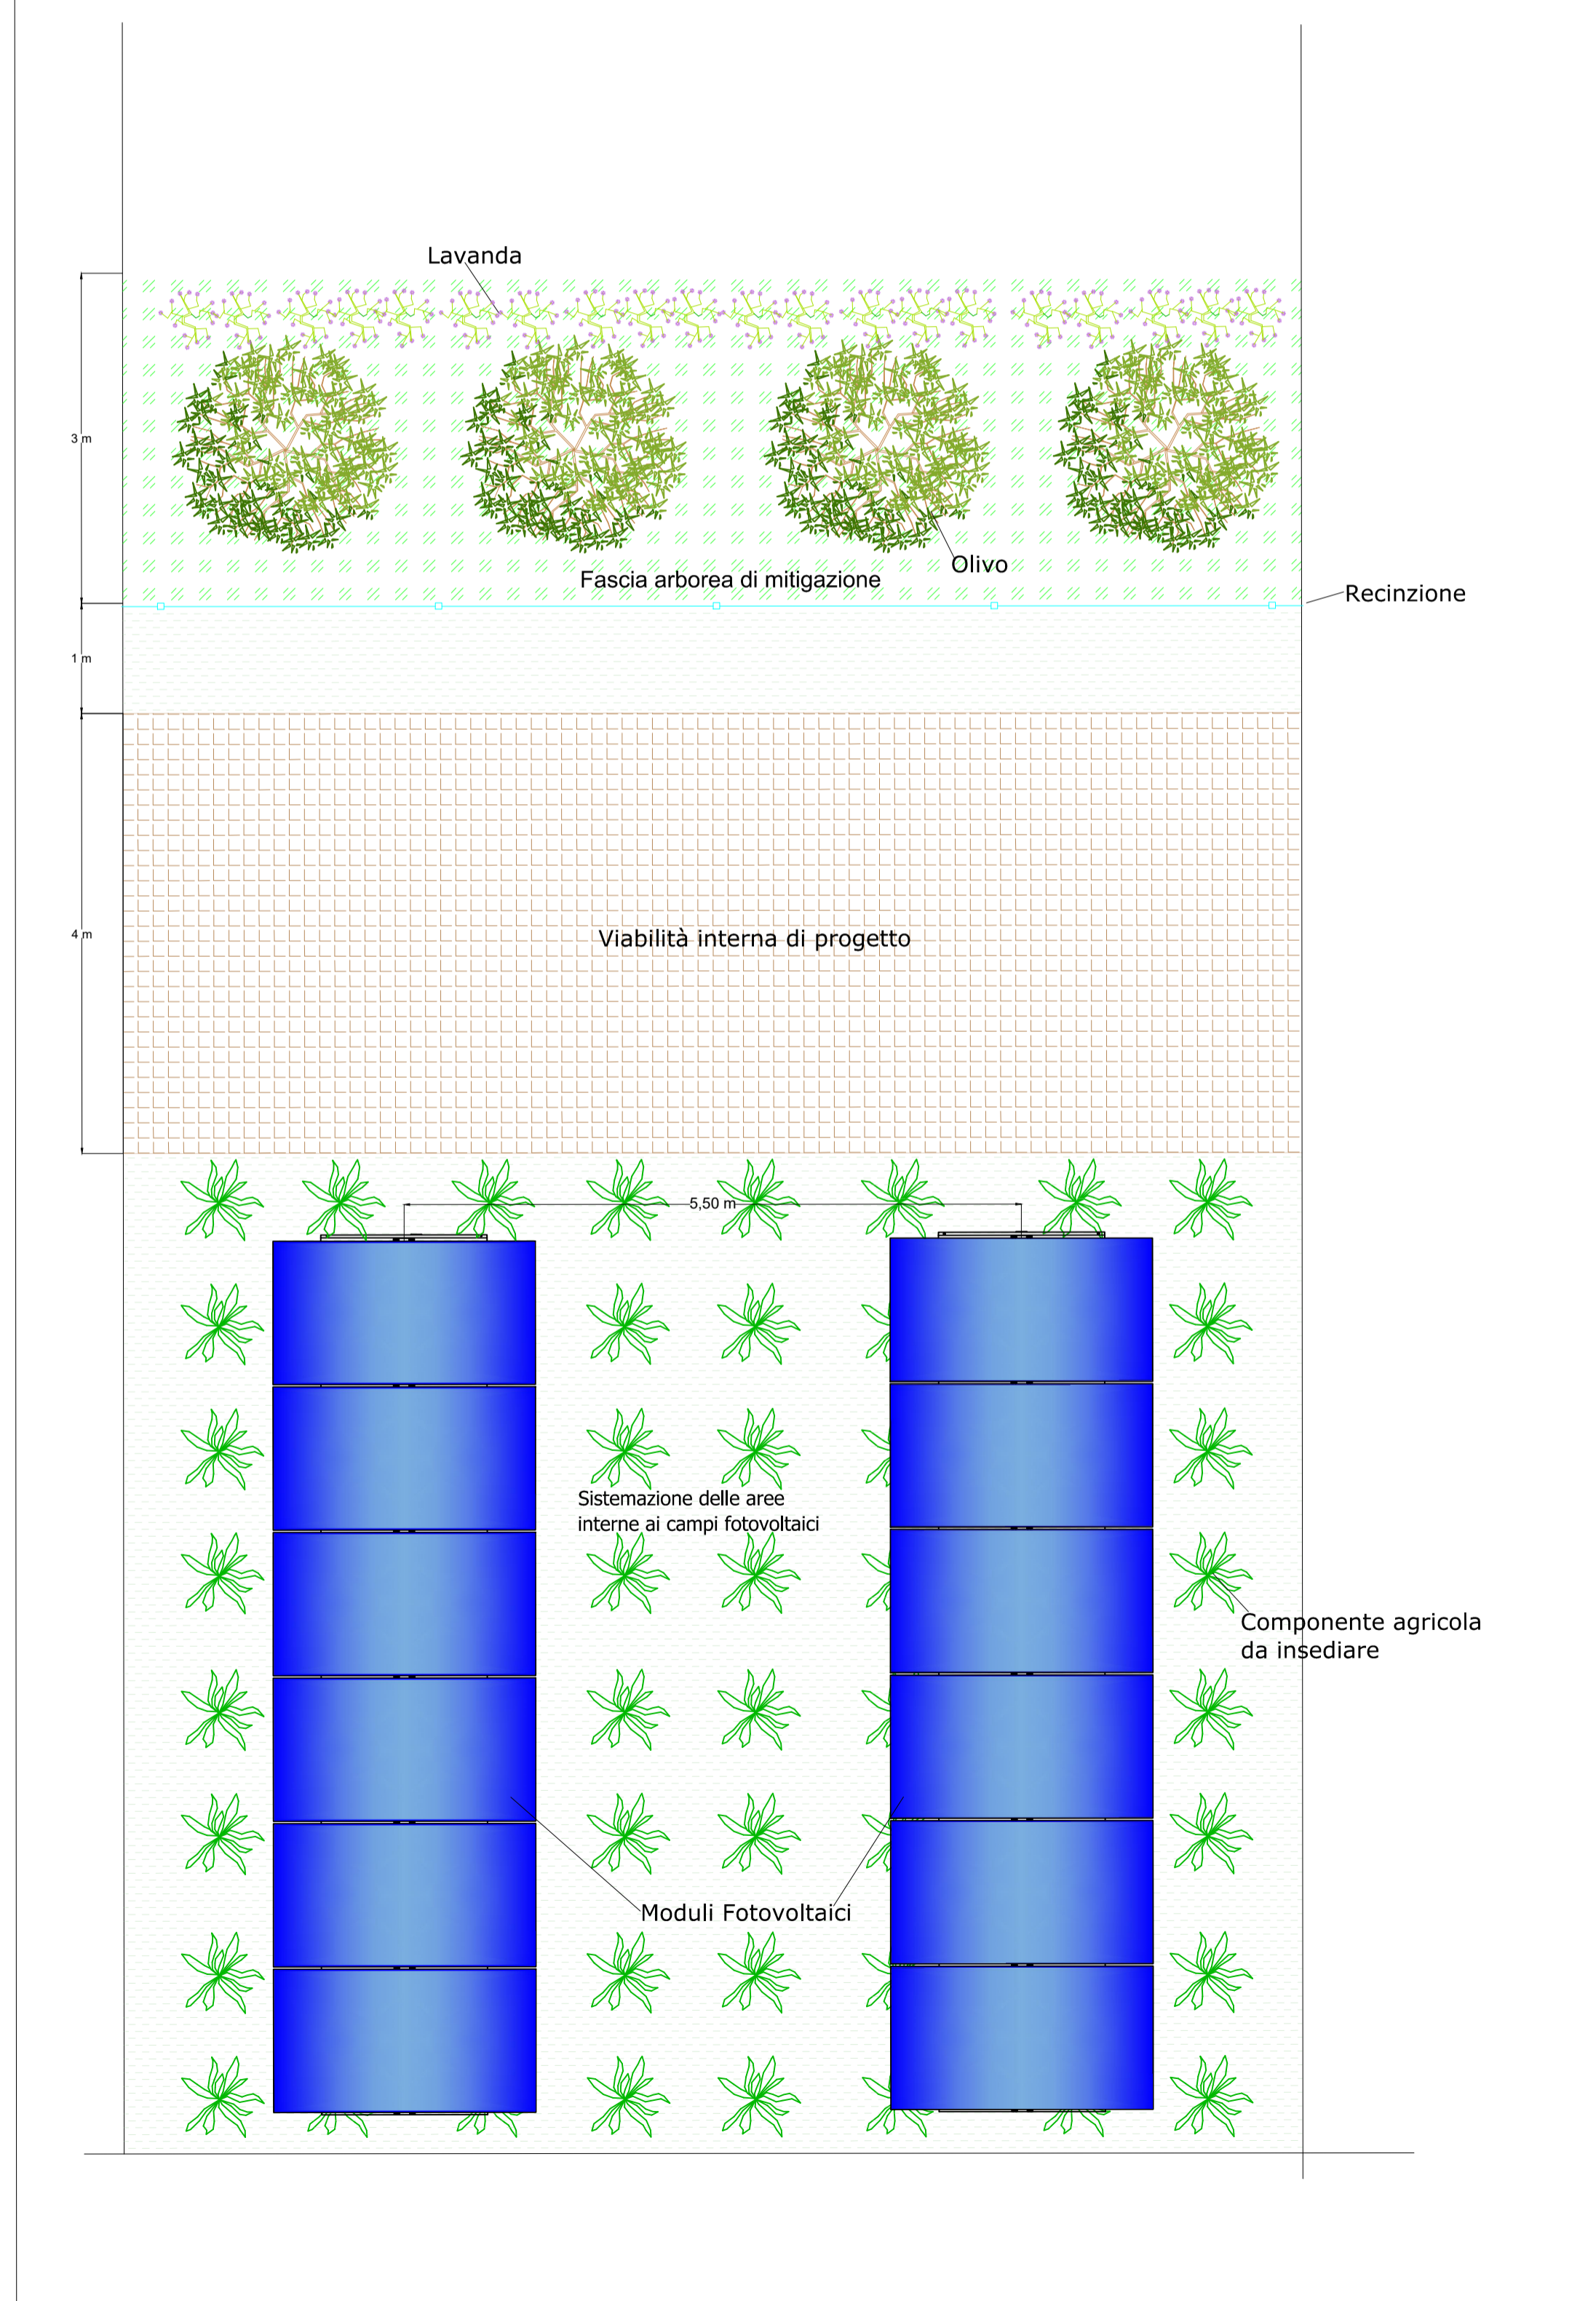 Lavanda
3 m
Olivo
Fascia arborea di mitigazione
Recinzione
1 m
4 m
Viabilità interna di progetto
5,50 m
Sistemazione delle aree
interne ai campi fotovoltaici
Componente agricola
da insediare
Moduli Fotovoltaici